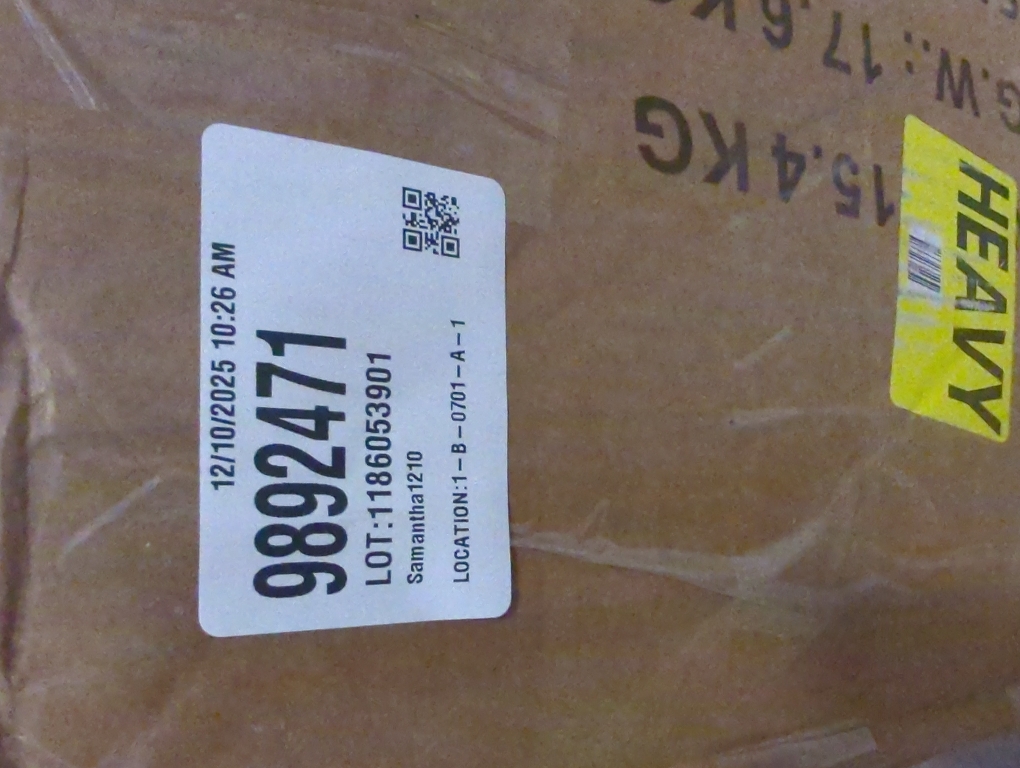 12/10/2025 10:26 AM
9892471
LOT:1186053901
Samantha1210
LOCATION:1-B-0701-A-1
HEAVY
15.4 KG
G.W.: 17.6 KG